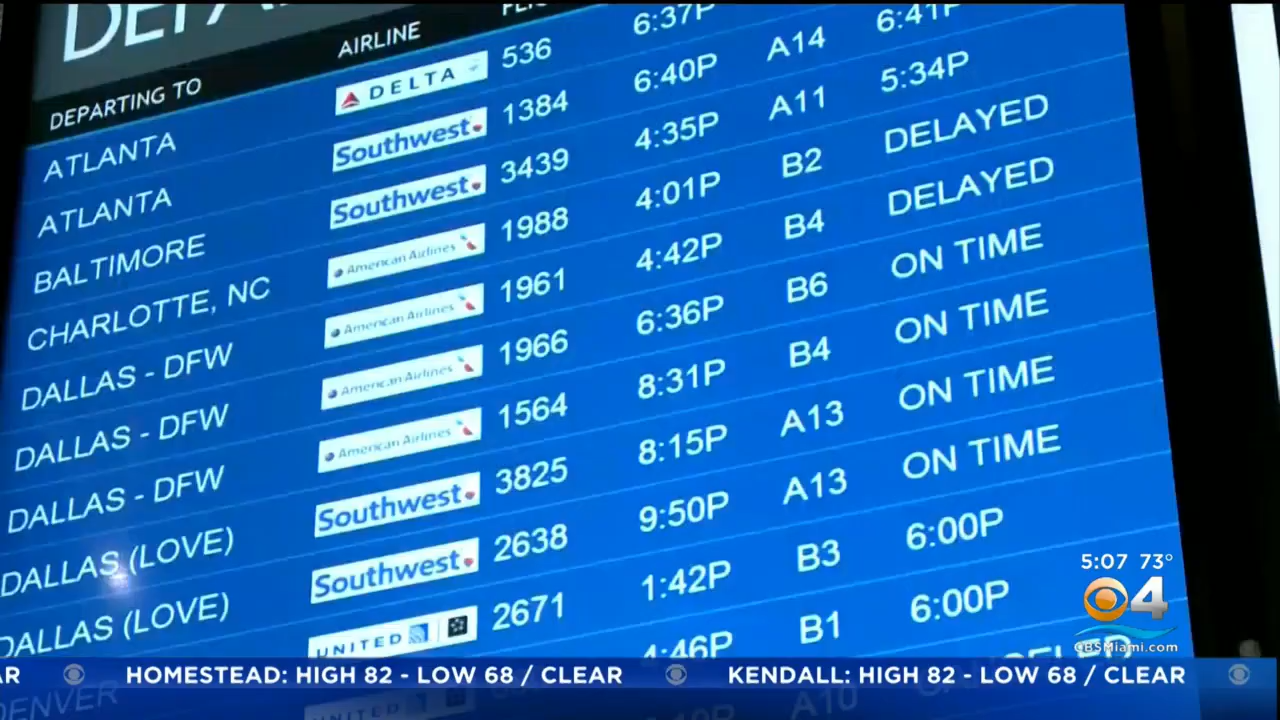 DEPA
DEPARTING TO AIRLINE
ATLANTA DELTA 536 6:37P
ATLANTA Southwest 1384 6:40P A14 6:41P
BALTIMORE Southwest 3439 4:35P A11 5:34P
CHARLOTTE, NC American Airlines 1988 4:01P B2 DELAYED
DALLAS - DFW American Airlines 1961 4:42P B4 DELAYED
DALLAS - DFW American Airlines 1966 6:36P B6 ON TIME
DALLAS - DFW American Airlines 1564 8:31P B4 ON TIME
DALLAS (LOVE) Southwest 3825 8:15P A13 ON TIME
DALLAS (LOVE) Southwest 2638 9:50P A13 ON TIME
DENVER UNITED 2671 1:42P B3 6:00P
UNITED 4:46P B1 6:00P
A10
5:07 73°
4
CBSMiami.com
AR HOMESTEAD: HIGH 82 - LOW 68 / CLEAR KENDALL: HIGH 82 - LOW 68 / CLEAR